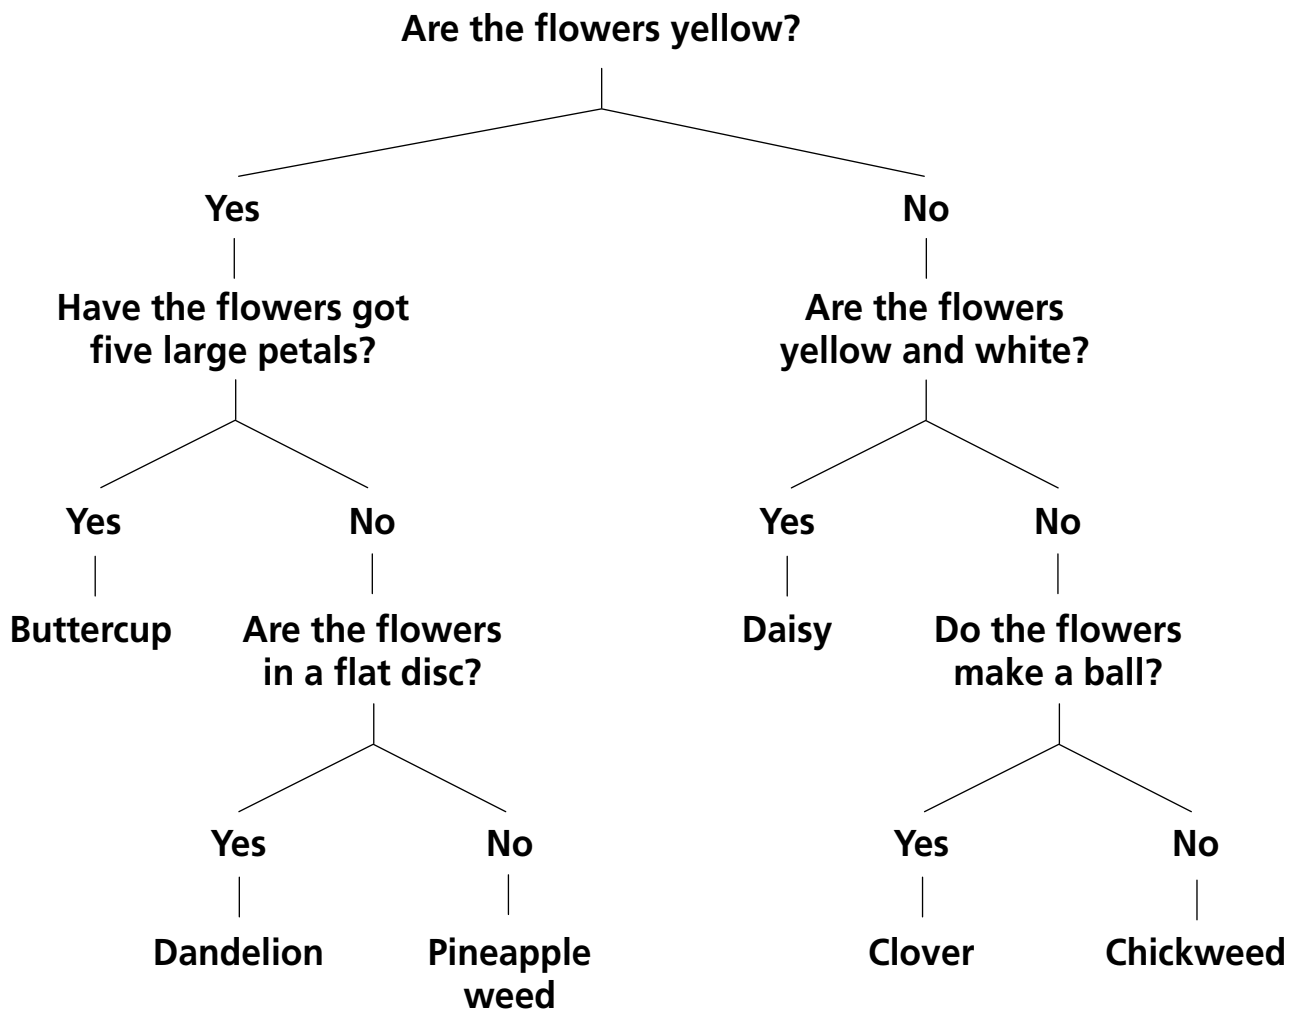 Are the flowers yellow?
Yes
No
Have the flowers got
five large petals?
Are the flowers
yellow and white?
Yes
No
Yes
No
Buttercup
Are the flowers
in a flat disc?
Daisy
Do the flowers
make a ball?
Yes
No
Yes
No
Dandelion
Pineapple
weed
Clover
Chickweed